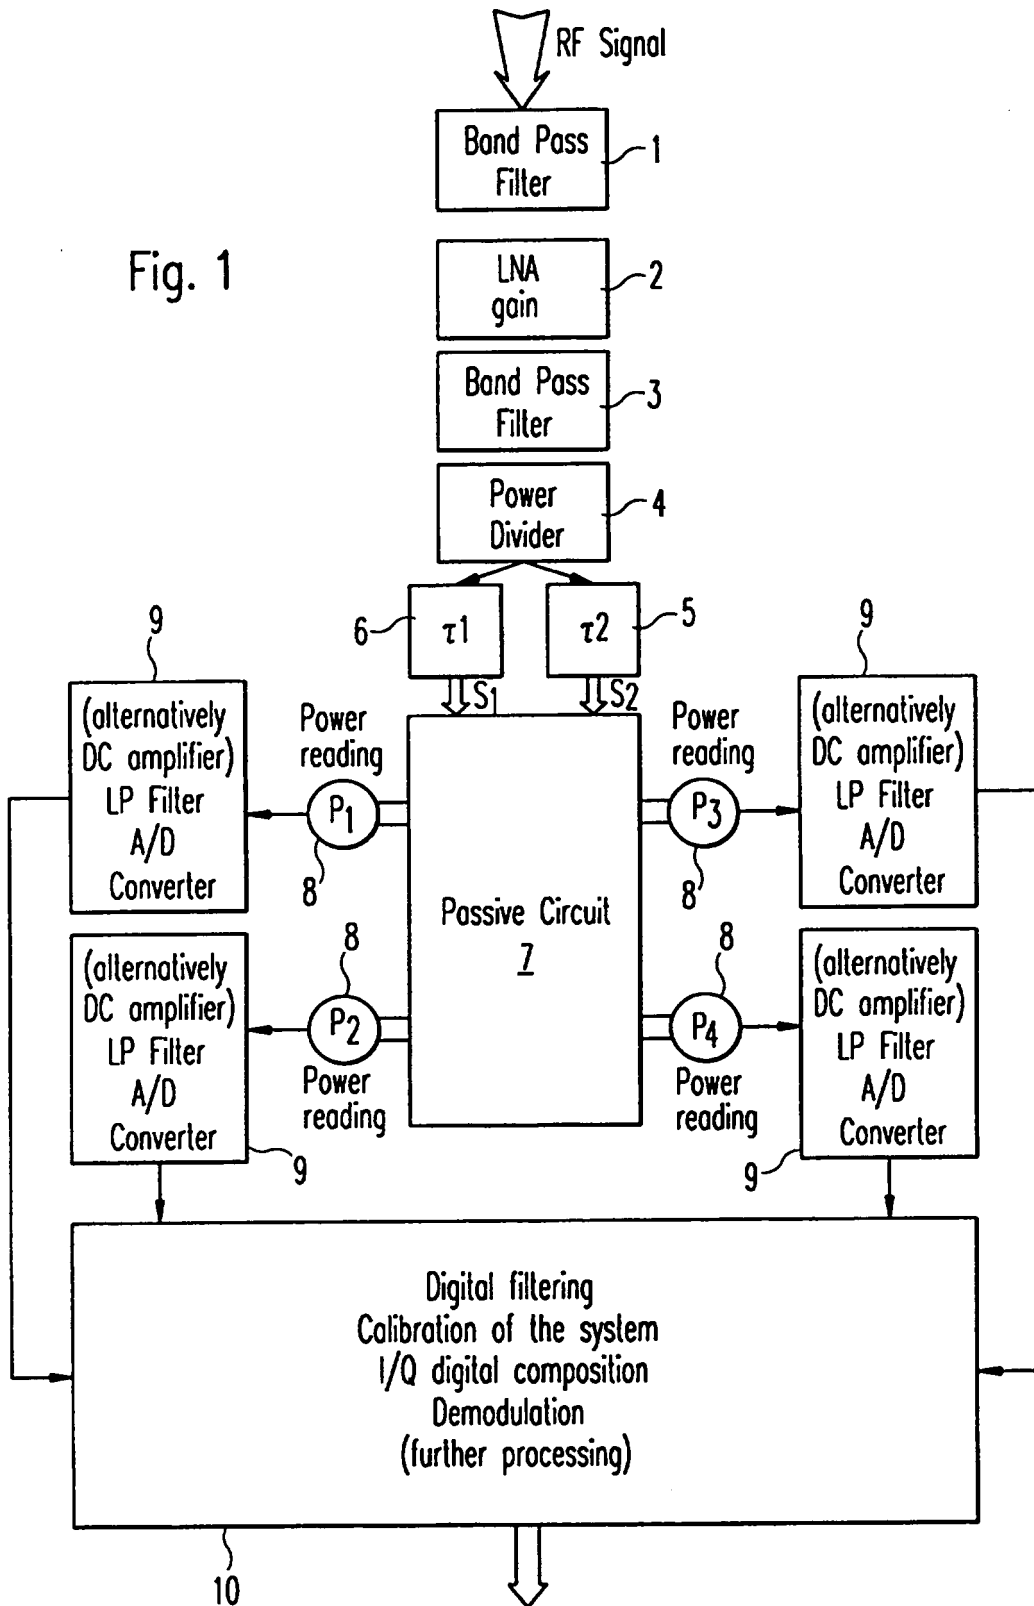 RF Signal
Band Pass
Filter
1
Fig. 1
LNA
gain
2
Band Pass
Filter
3
Power
Divider
4
6
τ1
τ2
5
S1
S2
9
(alternatively
DC amplifier)
LP Filter
A/D
Converter
Power
reading
P1
8
Power
reading
P3
8
9
(alternatively
DC amplifier)
LP Filter
A/D
Converter
Passive Circuit
7
(alternatively
DC amplifier)
LP Filter
A/D
Converter
9
8
P2
Power
reading
8
P4
Power
reading
(alternatively
DC amplifier)
LP Filter
A/D
Converter
9
Digital filtering
Calibration of the system
I/Q digital composition
Demodulation
(further processing)
10